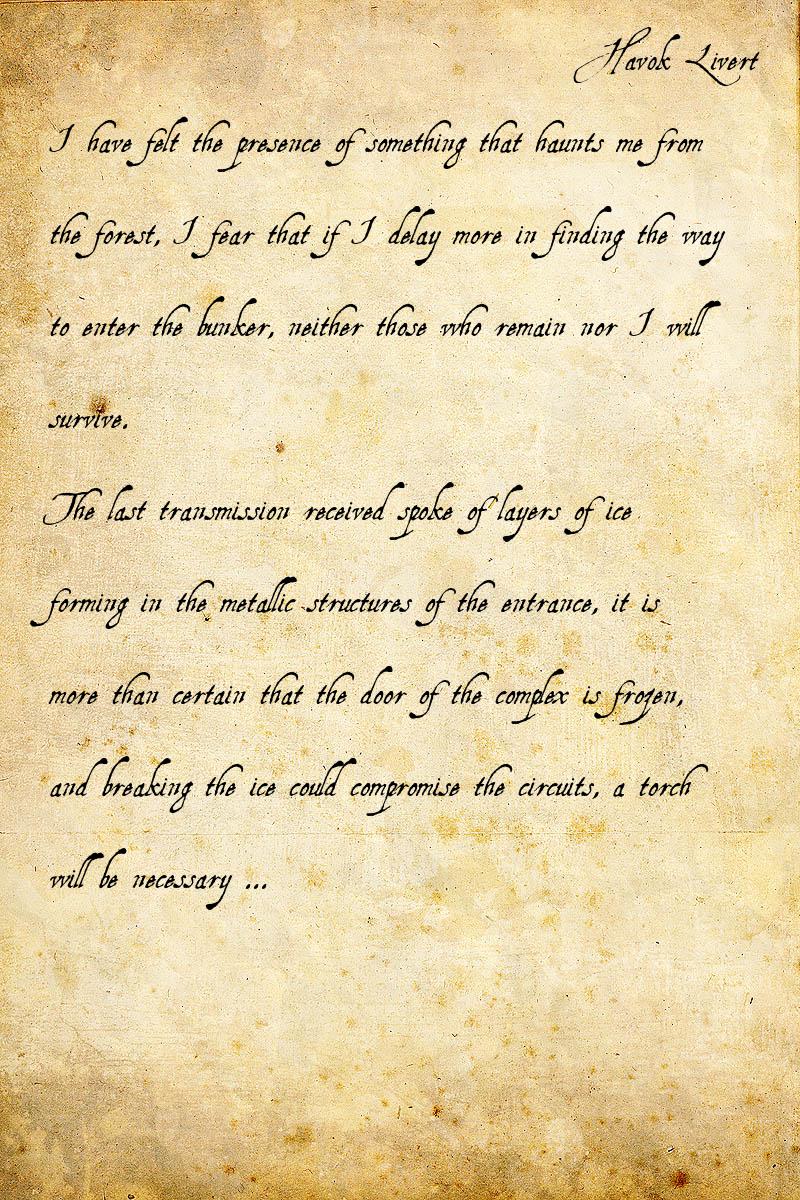 Havok Livert
I have felt the presence of something that haunts me from
the forest, I fear that if I delay more in finding the way
to enter the bunker, neither those who remain nor I will
survive.
The last transmission received spoke of layers of ice
forming in the metallic structures of the entrance, it is
more than certain that the door of the complex is frozen,
and breaking the ice could compromise the circuits, a torch
will be necessary ...